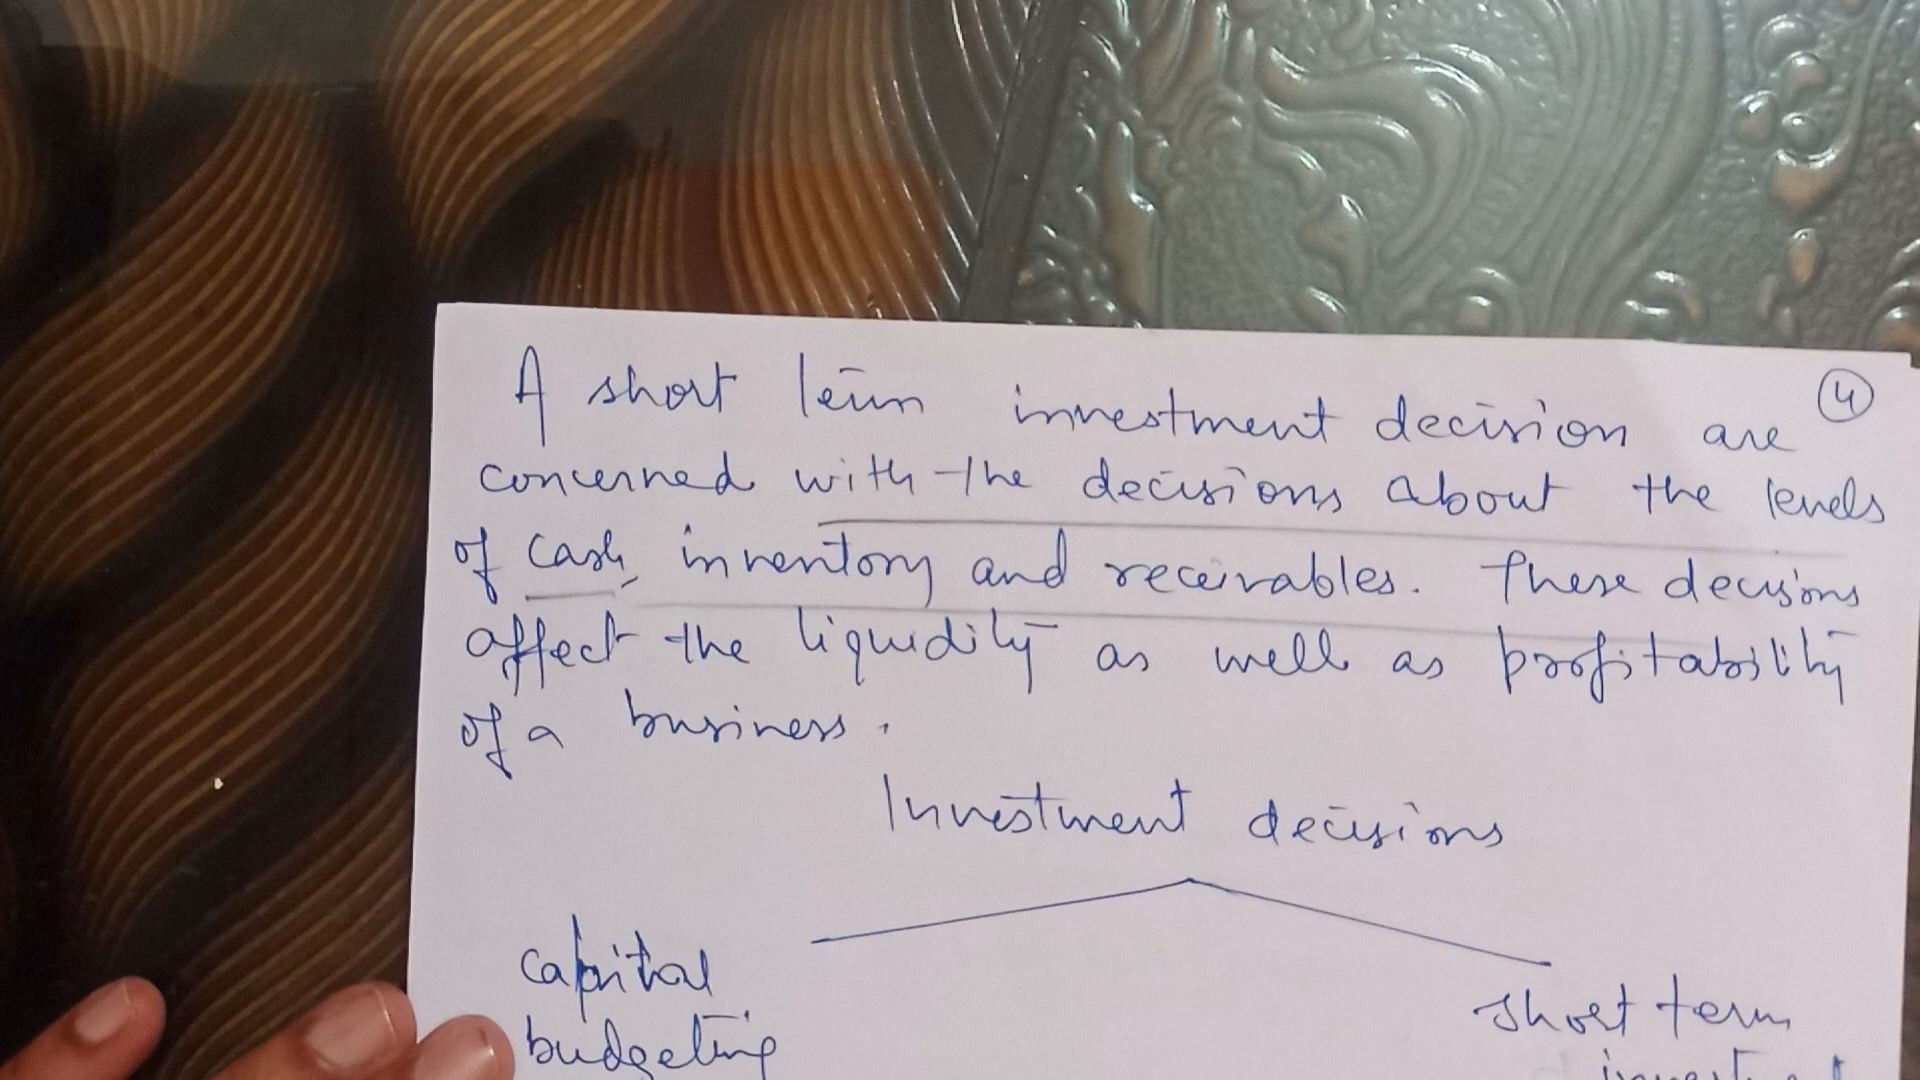 4
A short term investment decision are
concerned with the decisions about the levels
of cash, inventory and receivables. These decisions
affect the liquidity as well as profitability
of a business.
Investment decisions
capital
budgeting
short term